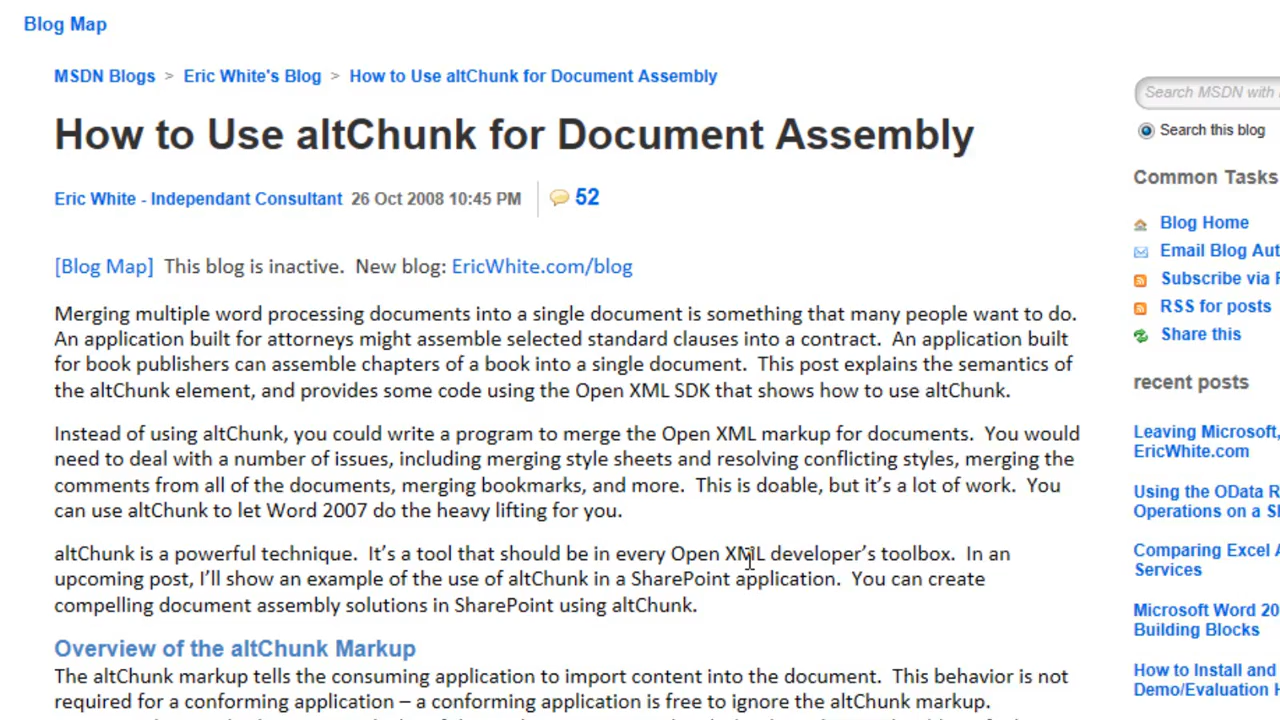 Blog Map
MSDN Blogs > Eric White's Blog > How to Use altChunk for Document Assembly
How to Use altChunk for Document Assembly
Eric White - Independant Consultant 26 Oct 2008 10:45 PM 52
[Blog Map] This blog is inactive. New blog: EricWhite.com/blog
Merging multiple word processing documents into a single document is something that many people want to do.
An application built for attorneys might assemble selected standard clauses into a contract. An application built
for book publishers can assemble chapters of a book into a single document. This post explains the semantics of
the altChunk element, and provides some code using the Open XML SDK that shows how to use altChunk.
Instead of using altChunk, you could write a program to merge the Open XML markup for documents. You would
need to deal with a number of issues, including merging style sheets and resolving conflicting styles, merging the
comments from all of the documents, merging bookmarks, and more. This is doable, but it's a lot of work. You
can use altChunk to let Word 2007 do the heavy lifting for you.
altChunk is a powerful technique. It's a tool that should be in every Open XML developer's toolbox. In an
upcoming post, I'll show an example of the use of altChunk in a SharePoint application. You can create
compelling document assembly solutions in SharePoint using altChunk.
Overview of the altChunk Markup
The altChunk markup tells the consuming application to import content into the document. This behavior is not
required for a conforming application – a conforming application is free to ignore the altChunk markup.
Search MSDN with
Search this blog
Common Tasks
Blog Home
Email Blog Aut
Subscribe via
RSS for posts
Share this
recent posts
Leaving Microsoft,
EricWhite.com
Using the OData R
Operations on a
Comparing Excel
Services
Microsoft Word 20
Building Blocks
How to Install and
Demo/Evaluation